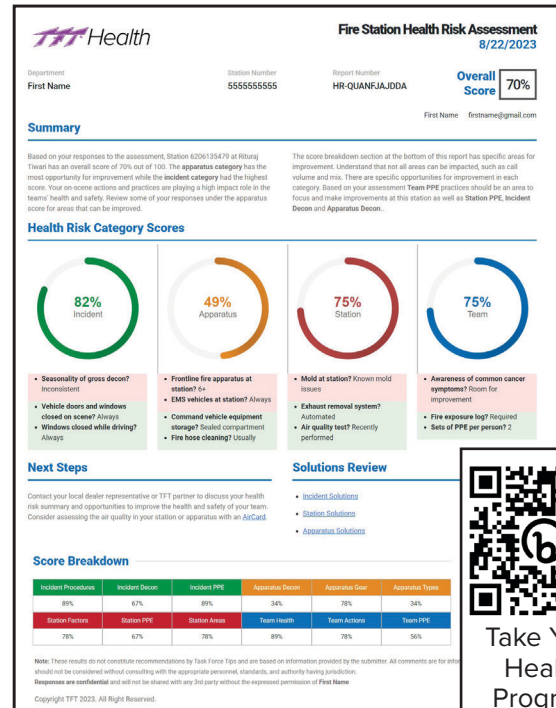 TFT Health
Fire Station Health Risk Assessment
8/22/2023
Department
First Name
Station Number
5555555555
Report Number
HR-QUANFJAJDDA
Overall
Score
70%
First Name firstname@gmail.com
Summary
Based on your responses to the assessment, Station 6206135479 at Rituraj
Tiwari has an overall score of 70% out of 100. The apparatus category has the
most opportunity for improvement while the incident category had the highest
score. Your on-scene actions and practices are playing a high impact role in the
teams' health and safety. Review some of your responses under the apparatus
score for areas that can be improved.
The score breakdown section at the bottom of this report has specific areas for
improvement. Understand that not all areas can be impacted, such as call
volume and mix. There are specific opportunities for improvement in each
category. Based on your assessment Team PPE practices should be an area to
focus and make improvements at this station as well as Station PPE, Incident
Decon and Apparatus Decon..
Health Risk Category Scores
82%
Incident
49%
Apparatus
75%
Station
75%
Team
• Seasonality of gross decon?
Inconsistent
• Vehicle doors and windows
closed on scene? Always
• Windows closed while driving?
Always
• Frontline fire apparatus at
station? 6+
• EMS vehicles at station? Always
• Command vehicle equipment
storage? Sealed compartment
• Fire hose cleaning? Usually
• Mold at station? Known mold
issues
• Exhaust removal system?
Automated
• Air quality test? Recently
performed
• Awareness of common cancer
symptoms? Room for
improvement
• Fire exposure log? Required
• Sets of PPE per person? 2
Next Steps
Contact your local dealer representative or TFT partner to discuss your health
risk summary and opportunities to improve the health and safety of your team.
Consider assessing the air quality in your station or apparatus with an AirCard.
Solutions Review
• Incident Solutions
• Station Solutions
• Apparatus Solutions
Score Breakdown
Incident Procedures Incident Decon Incident PPE Apparatus Decon Apparatus Gear Apparatus Types
89% 67% 89% 34% 78% 34%
Station Factors Station PPE Station Areas Team Health Team Actions Team PPE
78% 67% 78% 89% 78% 56%
Note: These results do not constitute recommendations by Task Force Tips and are based on information provided by the submitter. All comments are for infor
should not be considered without consulting with the appropriate personnel, standards, and authority having jurisdiction.
Responses are confidential and will not be shared with any 3rd party without the expressed permission of First Name
Copyright TFT 2023. All Right Reserved.
Take Y
Heal
Progr